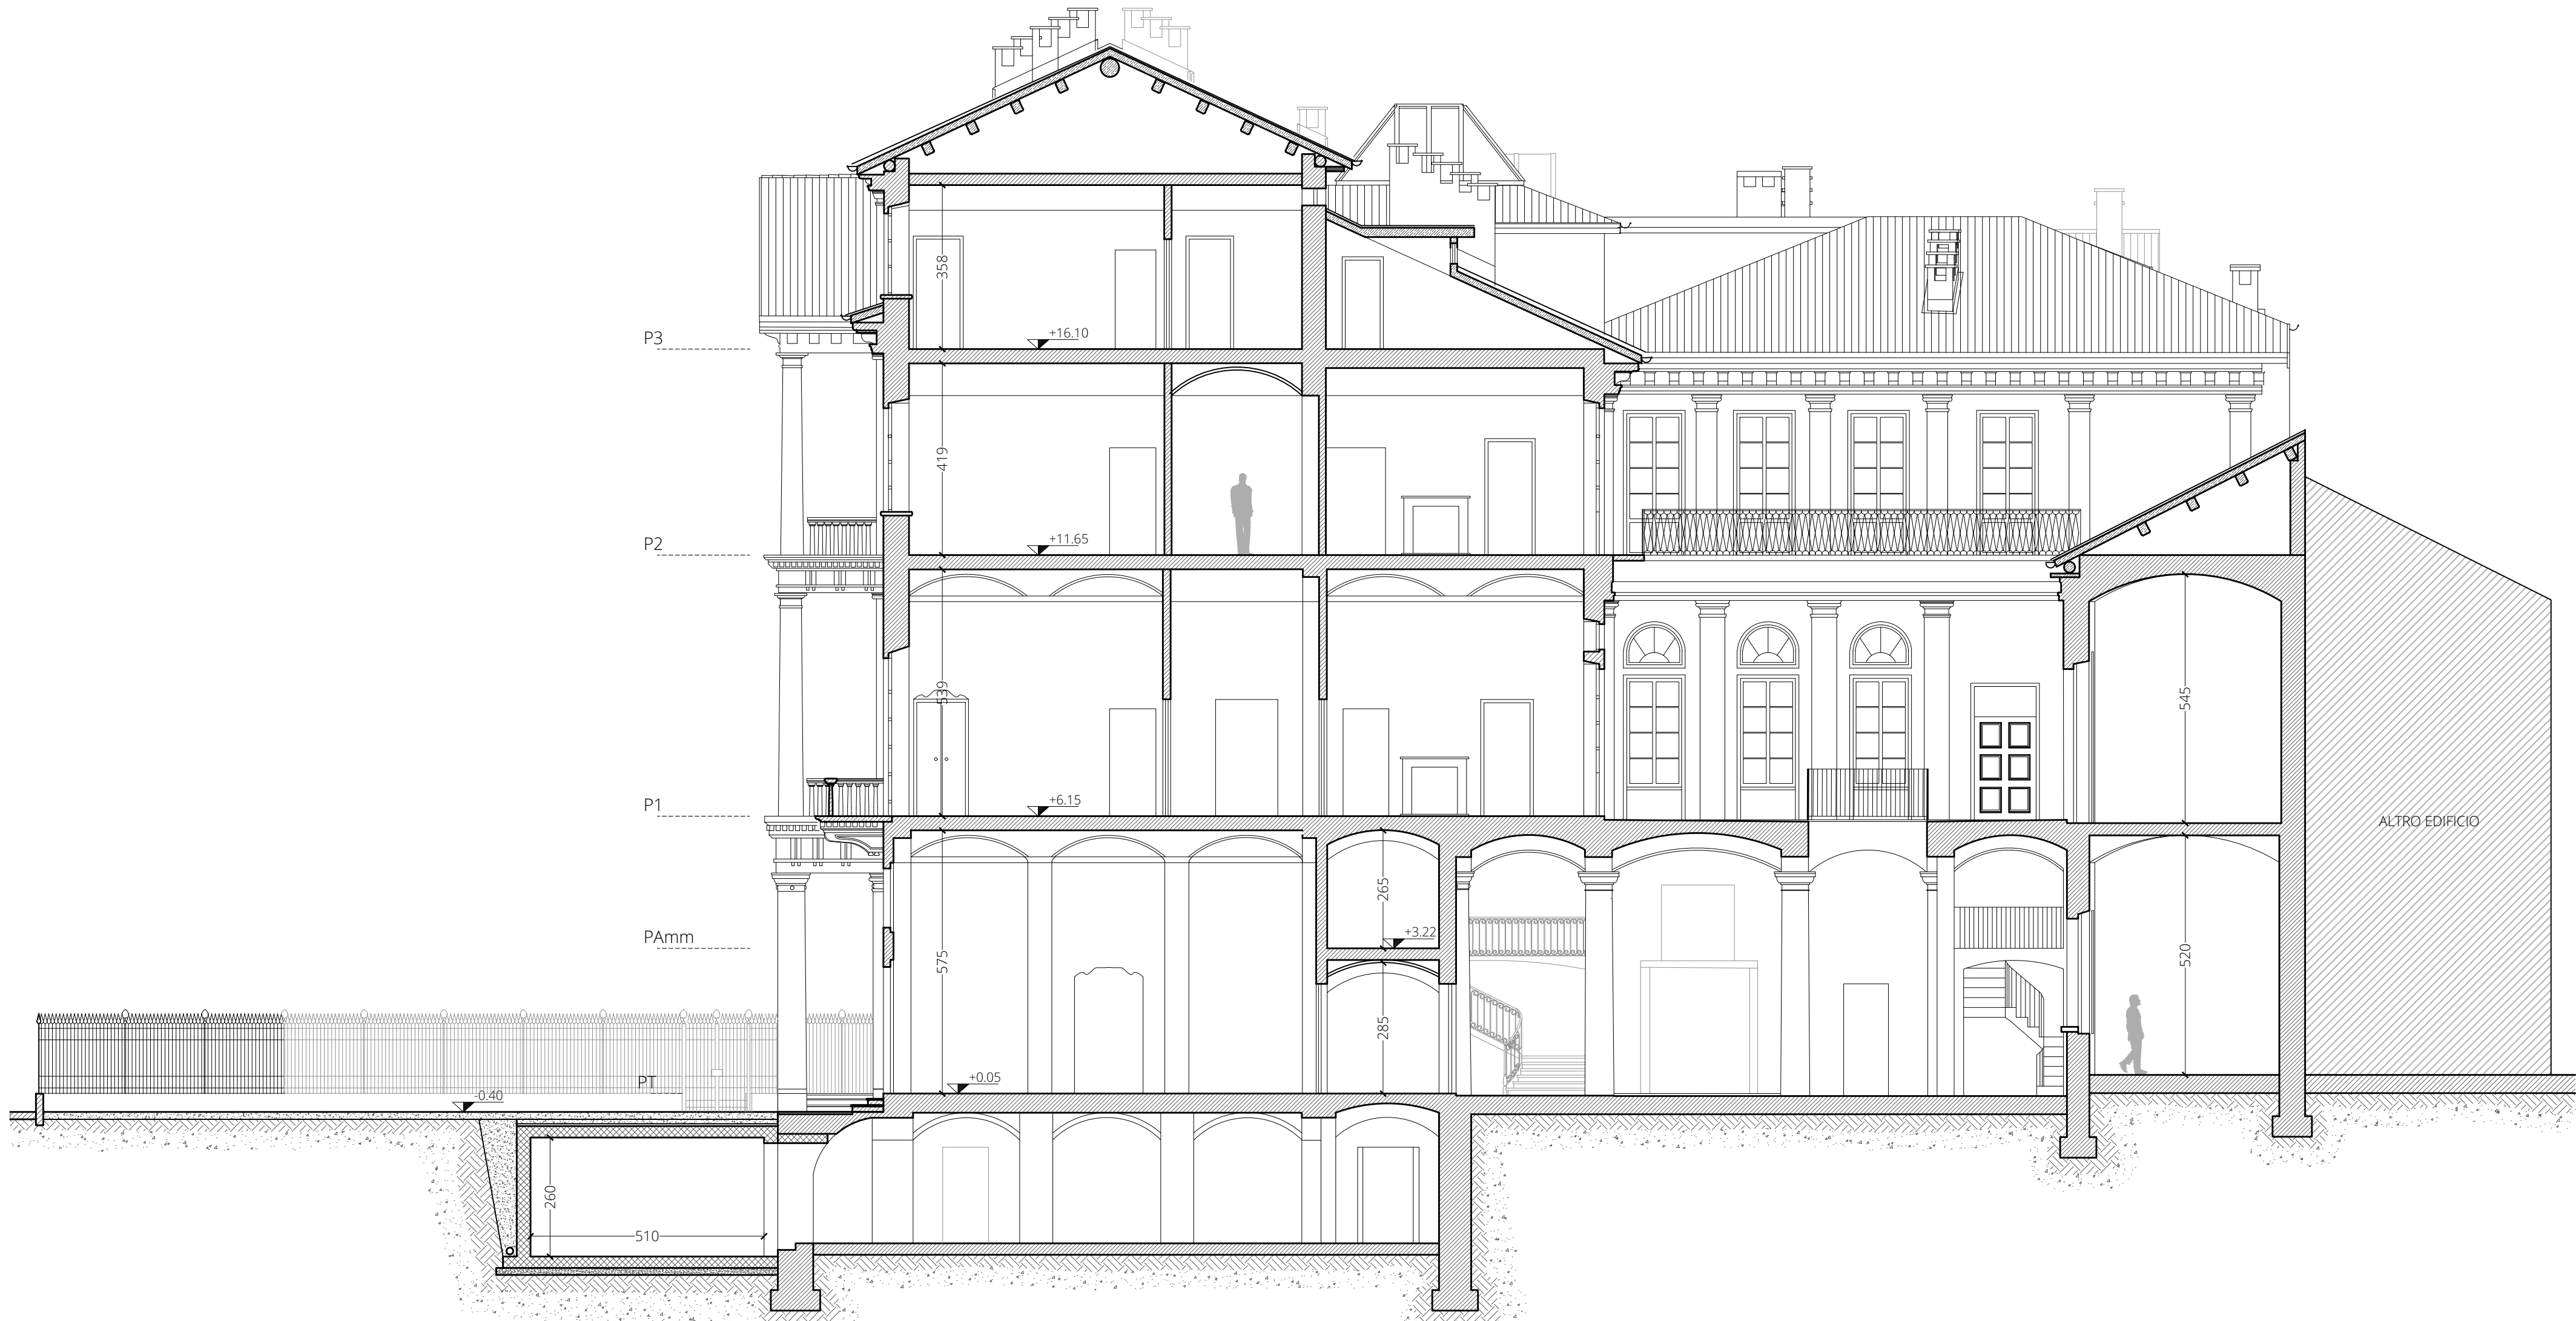 358
P3
+16.10
419
P2
+11.65
539
545
P1
+6.15
ALTRO EDIFICIO
265
PAmm
+3.22
575
520
285
PT
+0.05
-0.40
260
510